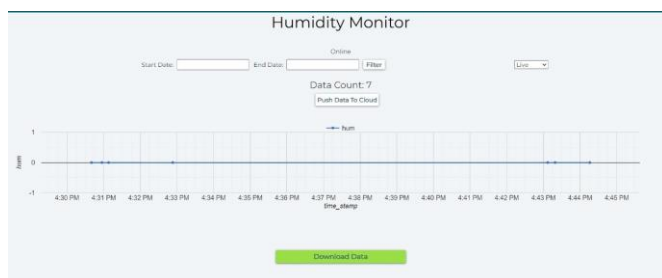 Humidity Monitor
Online
Start Date: End Date: Filter Live
Data Count: 7
Push Data To Cloud
hum
1
0
-1
hum
4:30 PM 4:31 PM 4:32 PM 4:33 PM 4:34 PM 4:35 PM 4:36 PM 4:37 PM 4:38 PM 4:39 PM 4:40 PM 4:41 PM 4:42 PM 4:43 PM 4:44 PM 4:45 PM
time_stamp
Download Data